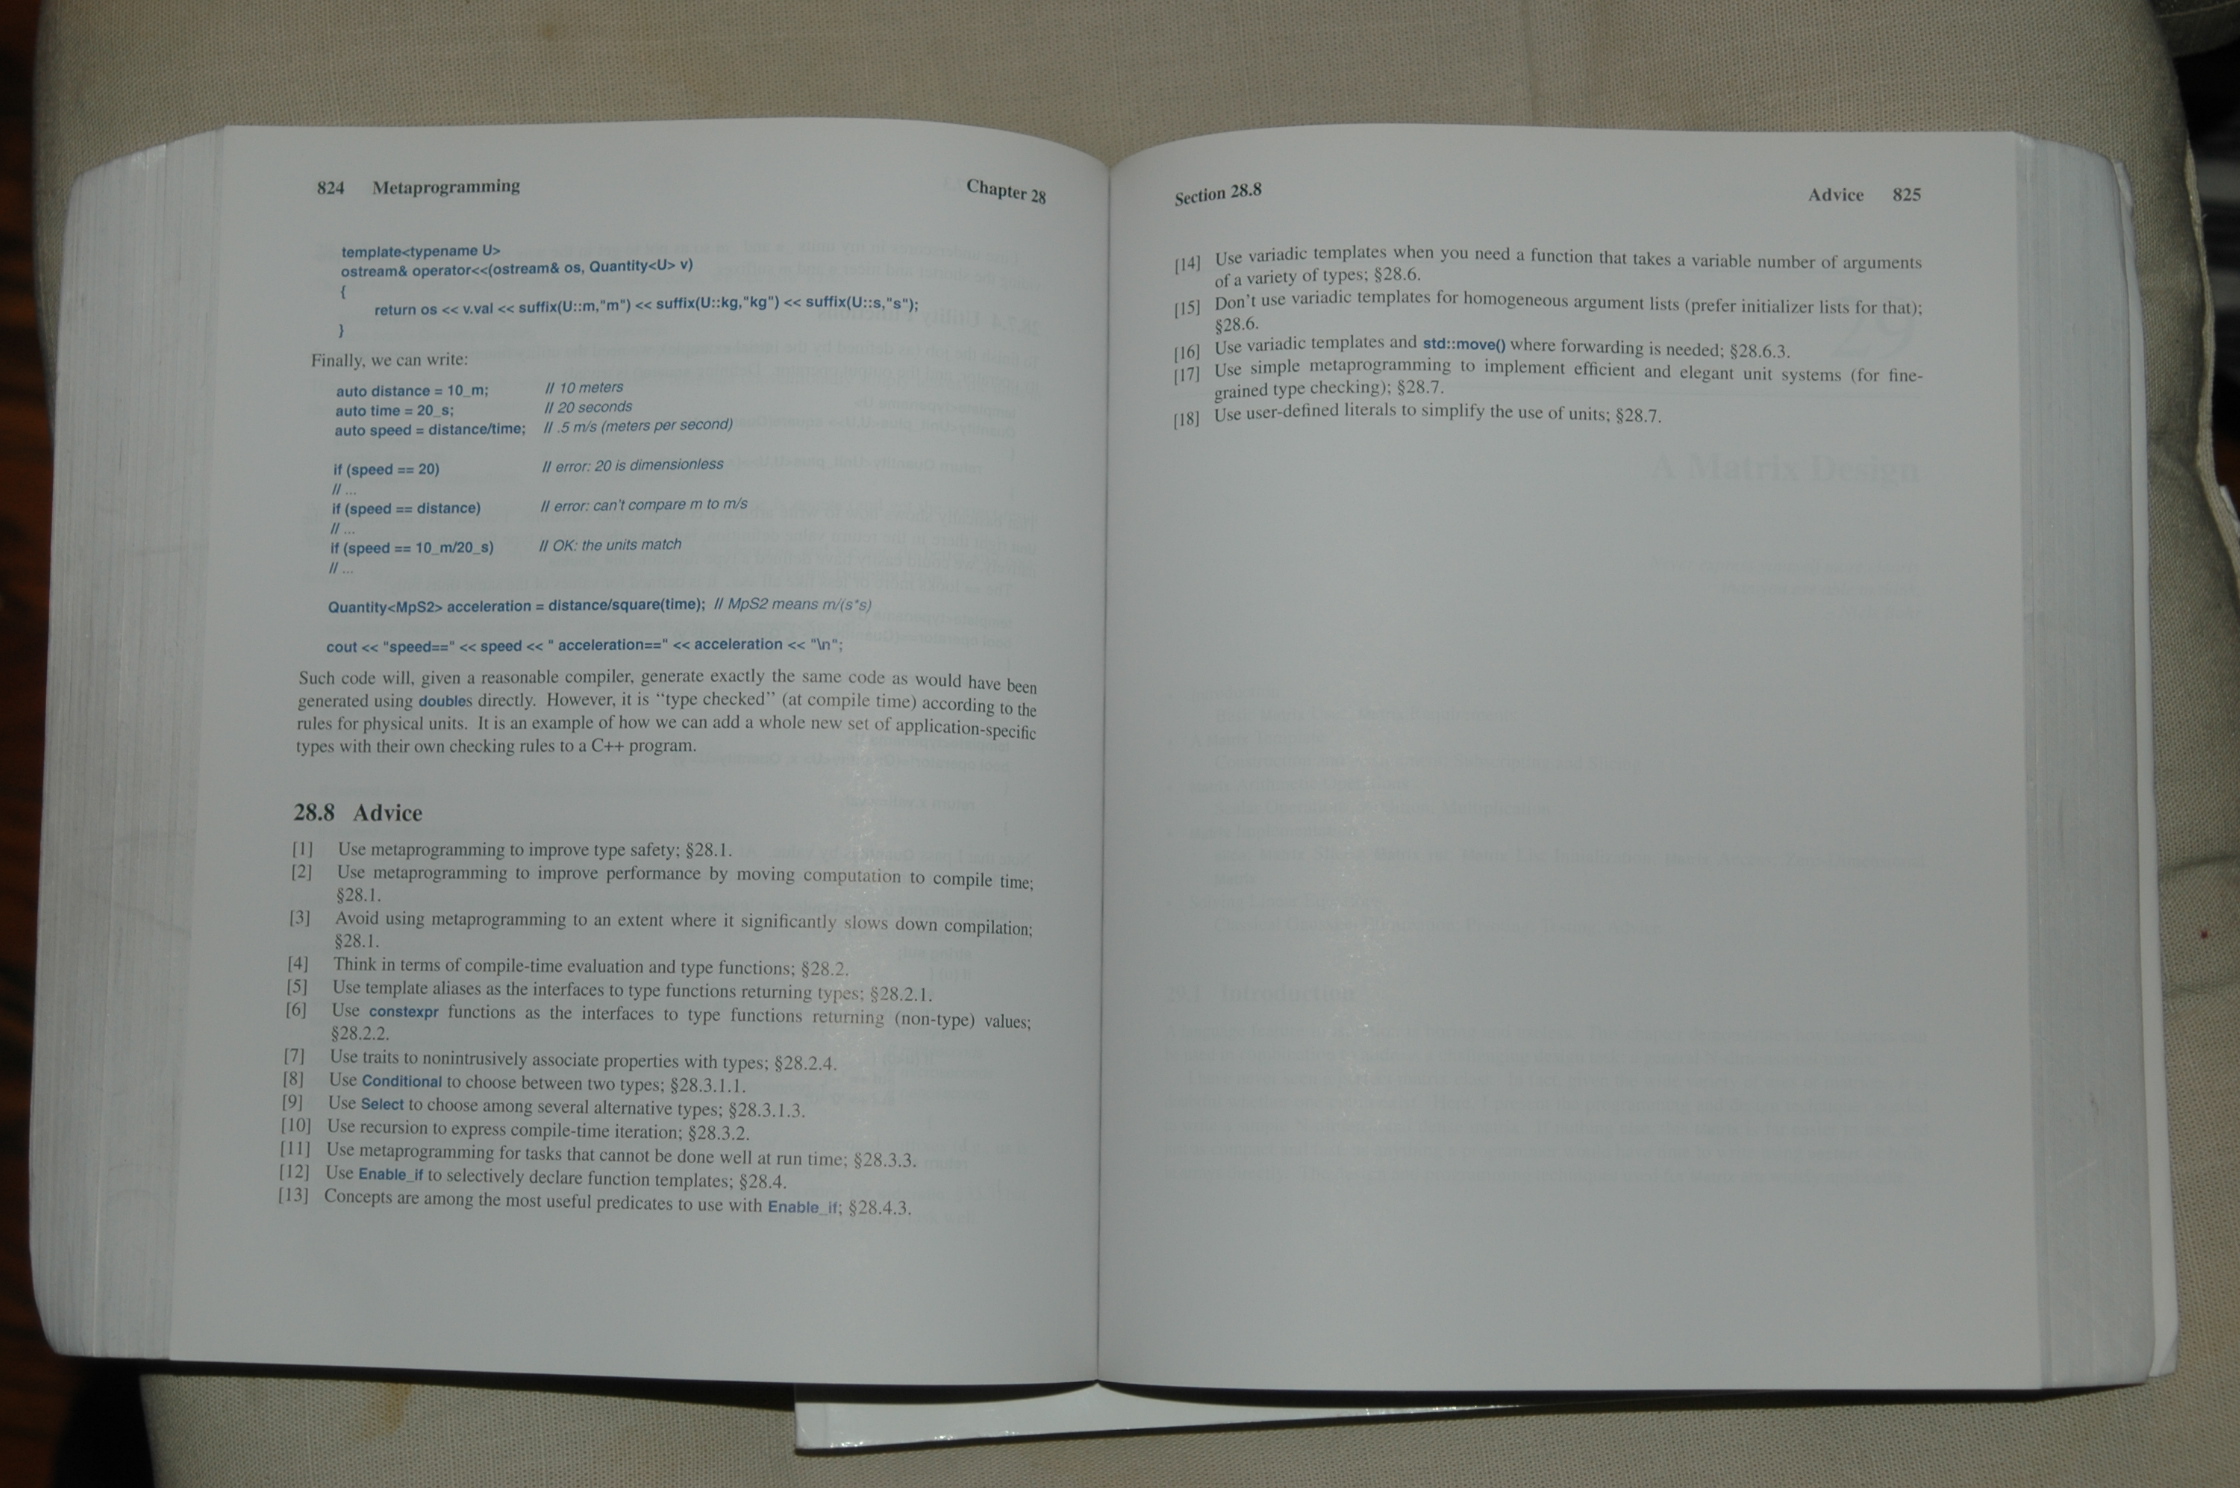 824 Metaprogramming Chapter 28
template<typename U>
ostream& operator<<(ostream& os, Quantity<U> v)
{
return os << v.val << suffix(U::m,"m") << suffix(U::kg,"kg") << suffix(U::s,"s");
}
Finally, we can write:
auto distance = 10_m; // 10 meters
auto time = 20_s; // 20 seconds
auto speed = distance/time; // .5 m/s (meters per second)
if (speed == 20) // error: 20 is dimensionless
// ...
if (speed == distance) // error: can't compare m to m/s
// ...
if (speed == 10_m/20_s) // OK: the units match
// ...
Quantity<MpS2> acceleration = distance/square(time); // MpS2 means m/(s*s)
cout << "speed==" << speed << " acceleration==" << acceleration << "\n";
Such code will, given a reasonable compiler, generate exactly the same code as would have been
generated using doubles directly. However, it is “type checked” (at compile time) according to the
rules for physical units. It is an example of how we can add a whole new set of application-specific
types with their own checking rules to a C++ program.
28.8 Advice
[1] Use metaprogramming to improve type safety; §28.1.
[2] Use metaprogramming to improve performance by moving computation to compile time;
§28.1.
[3] Avoid using metaprogramming to an extent where it significantly slows down compilation;
§28.1.
[4] Think in terms of compile-time evaluation and type functions; §28.2.
[5] Use template aliases as the interfaces to type functions returning types; §28.2.1.
[6] Use constexpr functions as the interfaces to type functions returning (non-type) values;
§28.2.2.
[7] Use traits to nonintrusively associate properties with types; §28.2.4.
[8] Use Conditional to choose between two types; §28.3.1.1.
[9] Use Select to choose among several alternative types; §28.3.1.3.
[10] Use recursion to express compile-time iteration; §28.3.2.
[11] Use metaprogramming for tasks that cannot be done well at run time; §28.3.3.
[12] Use Enable_if to selectively declare function templates; §28.4.
[13] Concepts are among the most useful predicates to use with Enable_if; §28.4.3.
Section 28.8 Advice 825
[14] Use variadic templates when you need a function that takes a variable number of arguments
of a variety of types; §28.6.
[15] Don’t use variadic templates for homogeneous argument lists (prefer initializer lists for that);
§28.6.
[16] Use variadic templates and std::move() where forwarding is needed; §28.6.3.
[17] Use simple metaprogramming to implement efficient and elegant unit systems (for fine-
grained type checking); §28.7.
[18] Use user-defined literals to simplify the use of units; §28.7.
29
A Matrix Design
29.1 Introduction